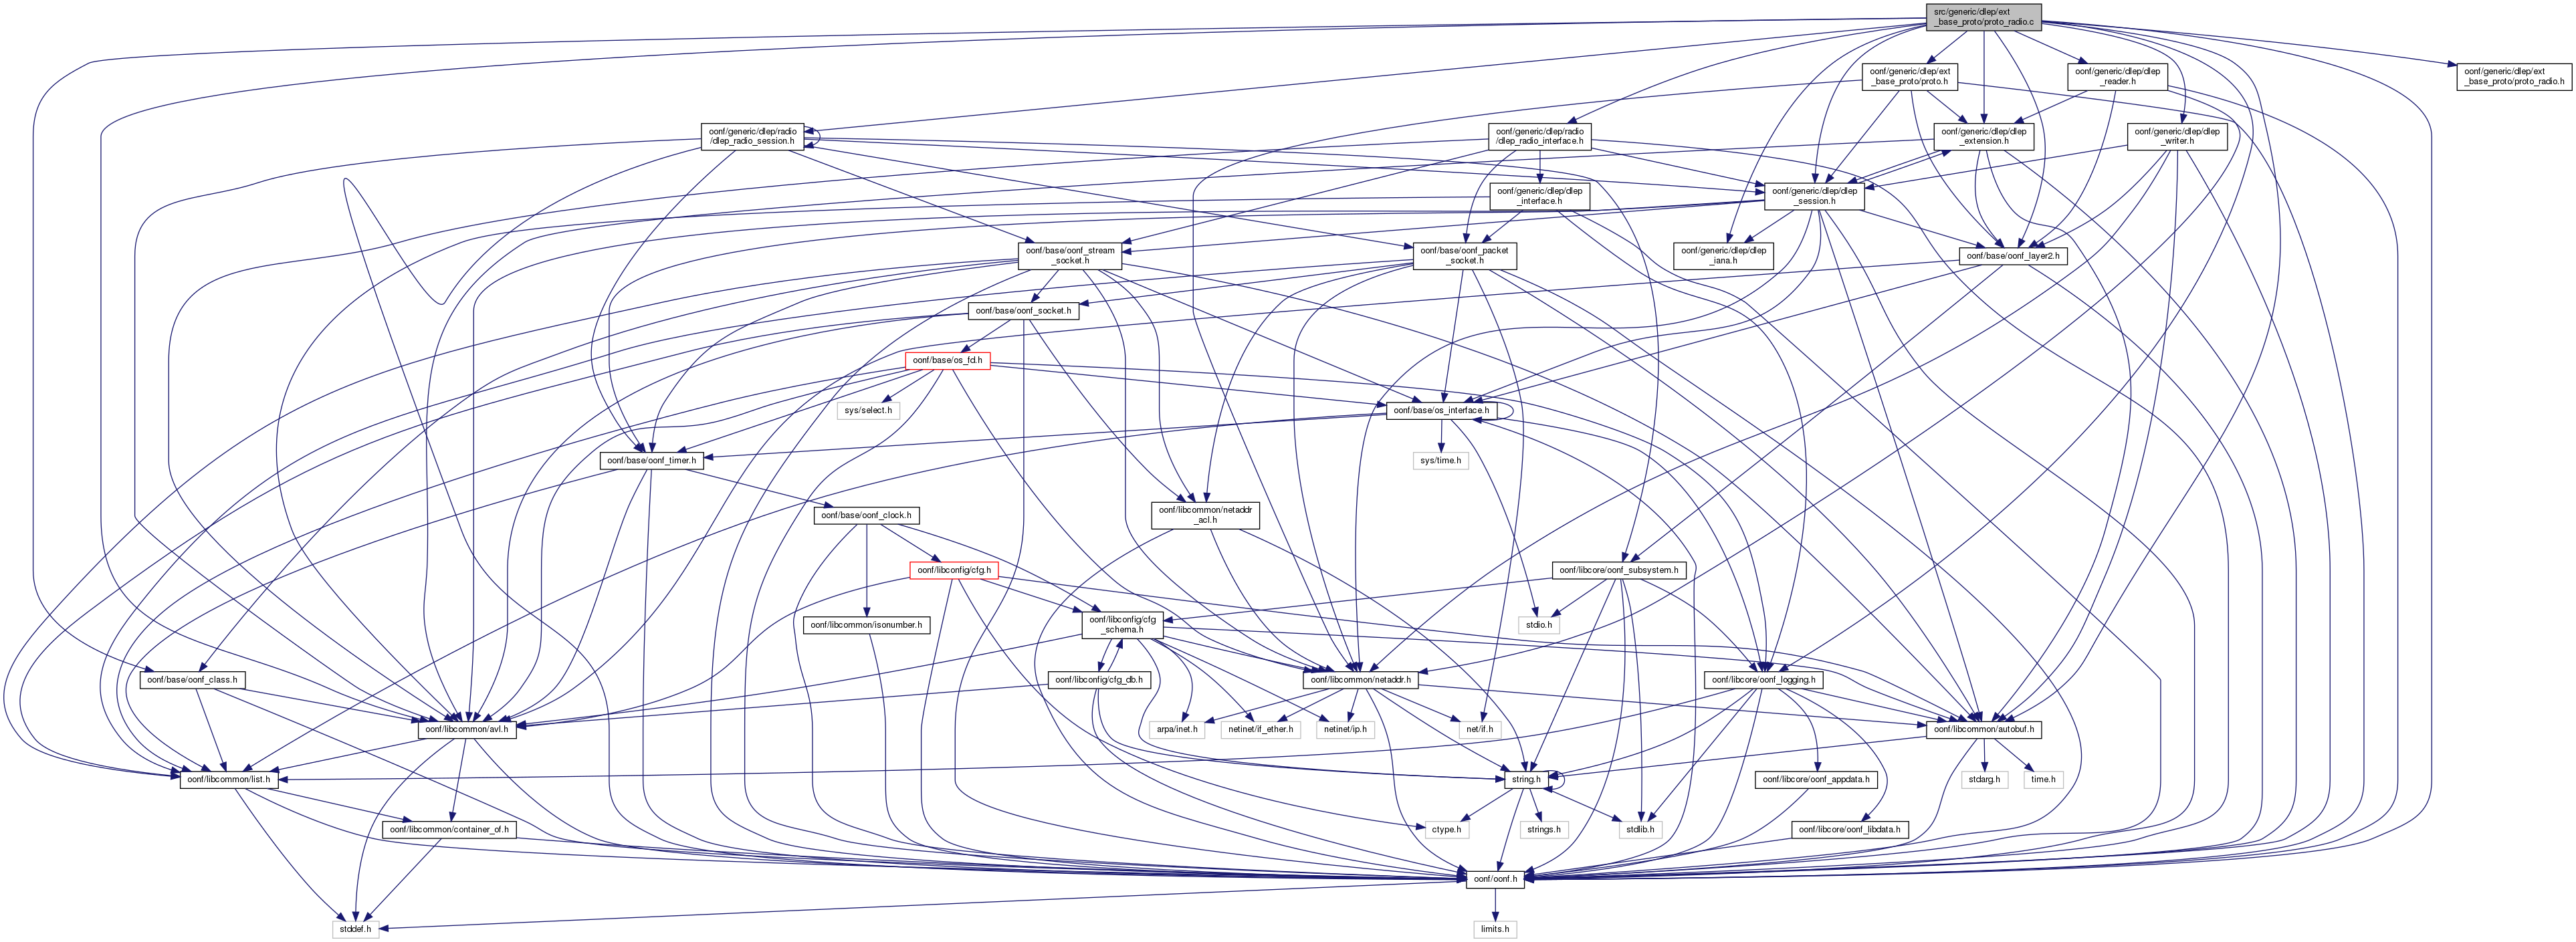 src/generic/dlep/ext
_base_proto/proto_radio.c
oonf/generic/dlep/ext
_base_proto/proto.h
oonf/generic/dlep/dlep
_reader.h
oonf/generic/dlep/ext
_base_proto/proto_radio.h
oonf/generic/dlep/radio
/dlep_radio_session.h
oonf/generic/dlep/radio
/dlep_radio_interface.h
oonf/generic/dlep/dlep
_extension.h
oonf/generic/dlep/dlep
_writer.h
oonf/generic/dlep/dlep
_interface.h
oonf/generic/dlep/dlep
_session.h
oonf/base/oonf_stream
_socket.h
oonf/base/oonf_packet
_socket.h
oonf/generic/dlep/dlep
_iana.h
oonf/base/oonf_layer2.h
oonf/base/oonf_socket.h
oonf/base/os_fd.h
sys/select.h
oonf/base/os_interface.h
oonf/base/oonf_timer.h
sys/time.h
oonf/base/oonf_clock.h
oonf/libcommon/netaddr
_acl.h
oonf/libconfig/cfg.h
oonf/libcore/oonf_subsystem.h
oonf/libcommon/isonumber.h
oonf/libconfig/cfg
_schema.h
stdio.h
oonf/base/oonf_class.h
oonf/libconfig/cfg_db.h
oonf/libcommon/netaddr.h
oonf/libcore/oonf_logging.h
oonf/libcommon/avl.h
arpa/inet.h
netinet/if_ether.h
netinet/ip.h
net/if.h
oonf/libcommon/autobuf.h
oonf/libcommon/list.h
string.h
oonf/libcore/oonf_appdata.h
stdarg.h
time.h
oonf/libcommon/container_of.h
ctype.h
strings.h
stdlib.h
oonf/libcore/oonf_libdata.h
oonf/oonf.h
stddef.h
limits.h